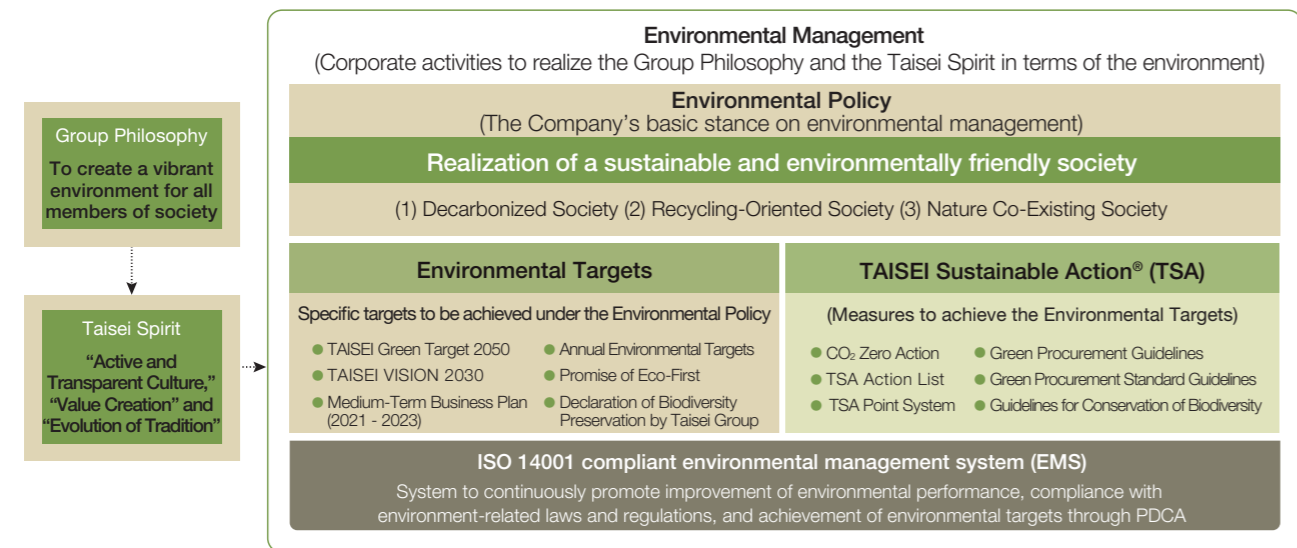 Group Philosophy
To create a vibrant
environment for all
members of society
Taisei Spirit
“Active and
Transparent Culture,”
“Value Creation” and
“Evolution of Tradition”
Environmental Management
(Corporate activities to realize the Group Philosophy and the Taisei Spirit in terms of the environment)
Environmental Policy
(The Company’s basic stance on environmental management)
Realization of a sustainable and environmentally friendly society
(1) Decarbonized Society (2) Recycling-Oriented Society (3) Nature Co-Existing Society
Environmental Targets
Specific targets to be achieved under the Environmental Policy
● TAISEI Green Target 2050
● TAISEI VISION 2030
● Medium-Term Business Plan
(2021 - 2023)
● Annual Environmental Targets
● Promise of Eco-First
● Declaration of Biodiversity
Preservation by Taisei Group
TAISEI Sustainable Action® (TSA)
(Measures to achieve the Environmental Targets)
● CO₂ Zero Action
● TSA Action List
● TSA Point System
● Green Procurement Guidelines
● Green Procurement Standard Guidelines
● Guidelines for Conservation of Biodiversity
ISO 14001 compliant environmental management system (EMS)
System to continuously promote improvement of environmental performance, compliance with
environment-related laws and regulations, and achievement of environmental targets through PDCA